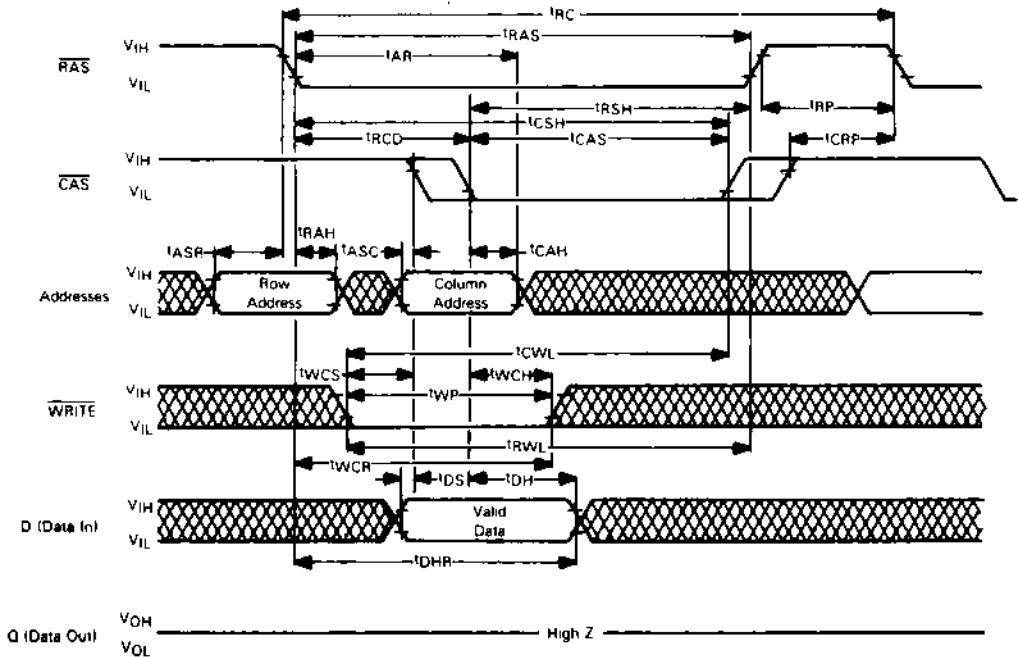 tRC
tRAS
tAR
RAS
VIH
VIL
tRSH
tRP
tCSH
tRCD
tCAS
tCRP
CAS
VIH
VIL
tASR
tRAH
tASC
tCAH
Addresses
VIH
VIL
Row
Address
Column
Address
tCWL
tWCS
tWCH
tWP
WRITE
VIH
VIL
tRWL
tWCR
tDS
tDH
D (Data In)
VIH
VIL
Valid
Data
tDHR
Q (Data Out)
VOH
VOL
High Z